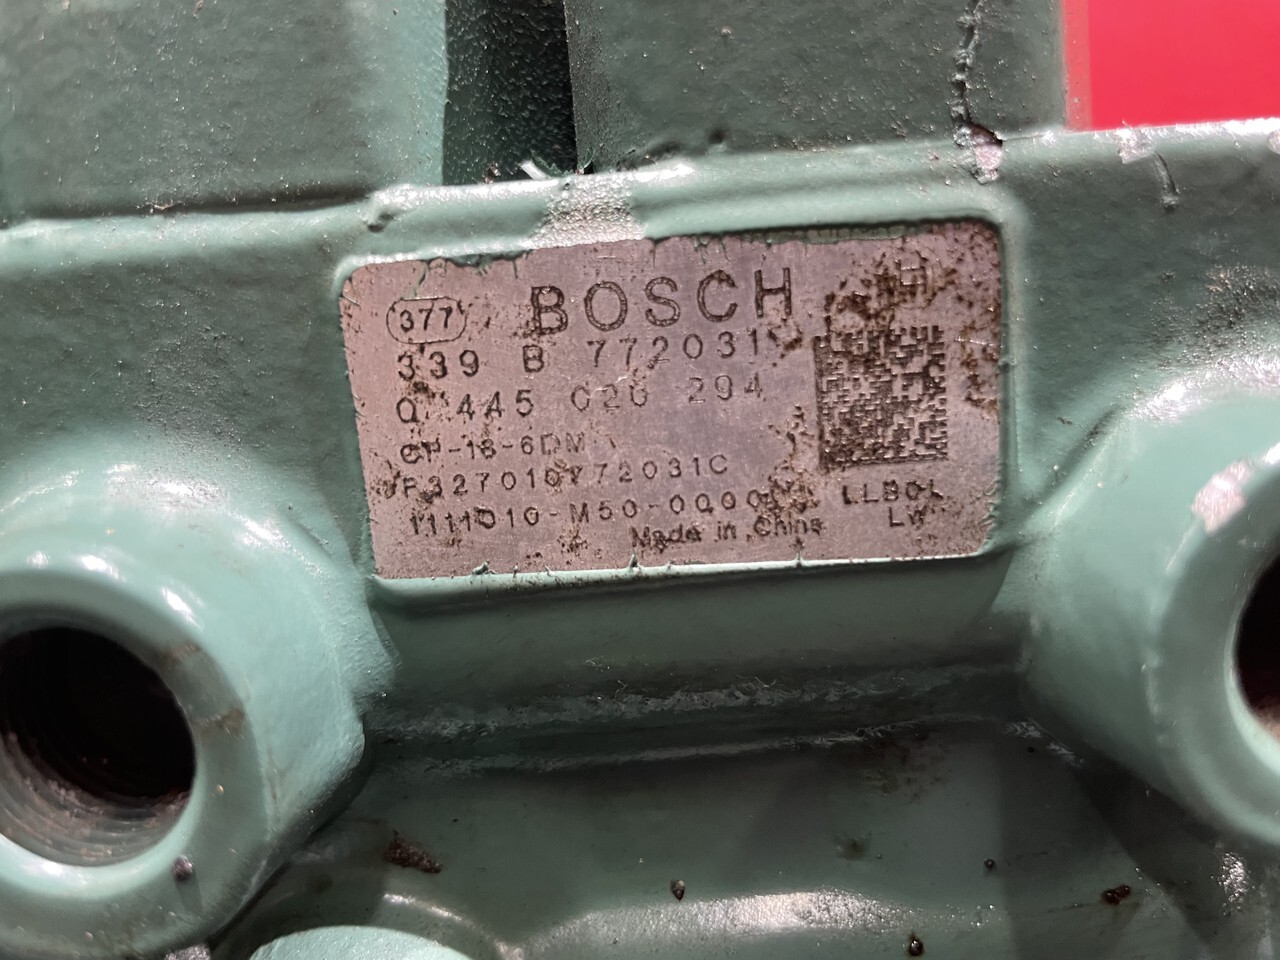 377 BOSCH
339 B 772031
0 445 020 294
CP-18-6DM
F327010772031C
1111010-M50-0000
Made in China
LW